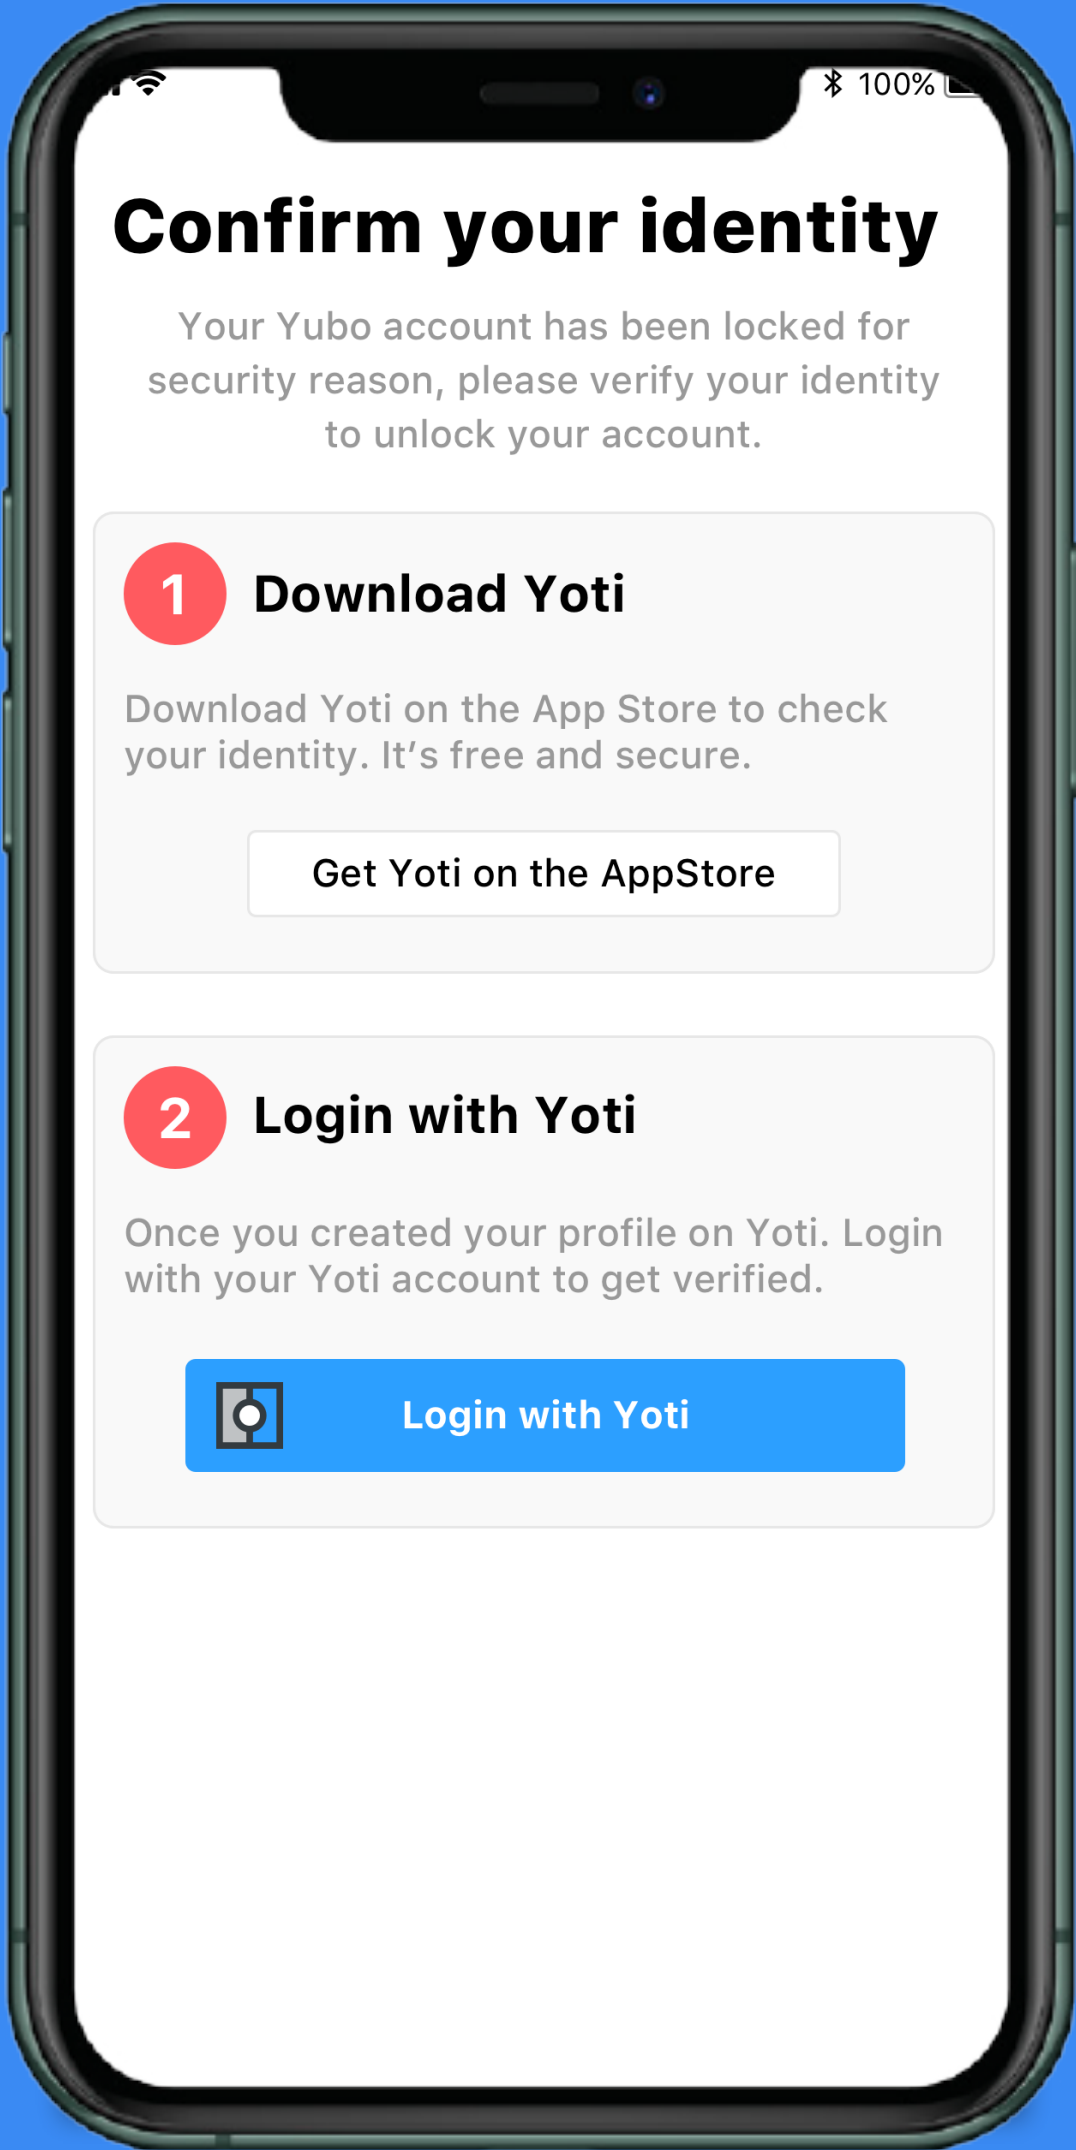 100%
Confirm your identity
Your Yubo account has been locked for
security reason, please verify your identity
to unlock your account.
1 Download Yoti
Download Yoti on the App Store to check
your identity. It’s free and secure.
Get Yoti on the AppStore
2 Login with Yoti
Once you created your profile on Yoti. Login
with your Yoti account to get verified.
Login with Yoti